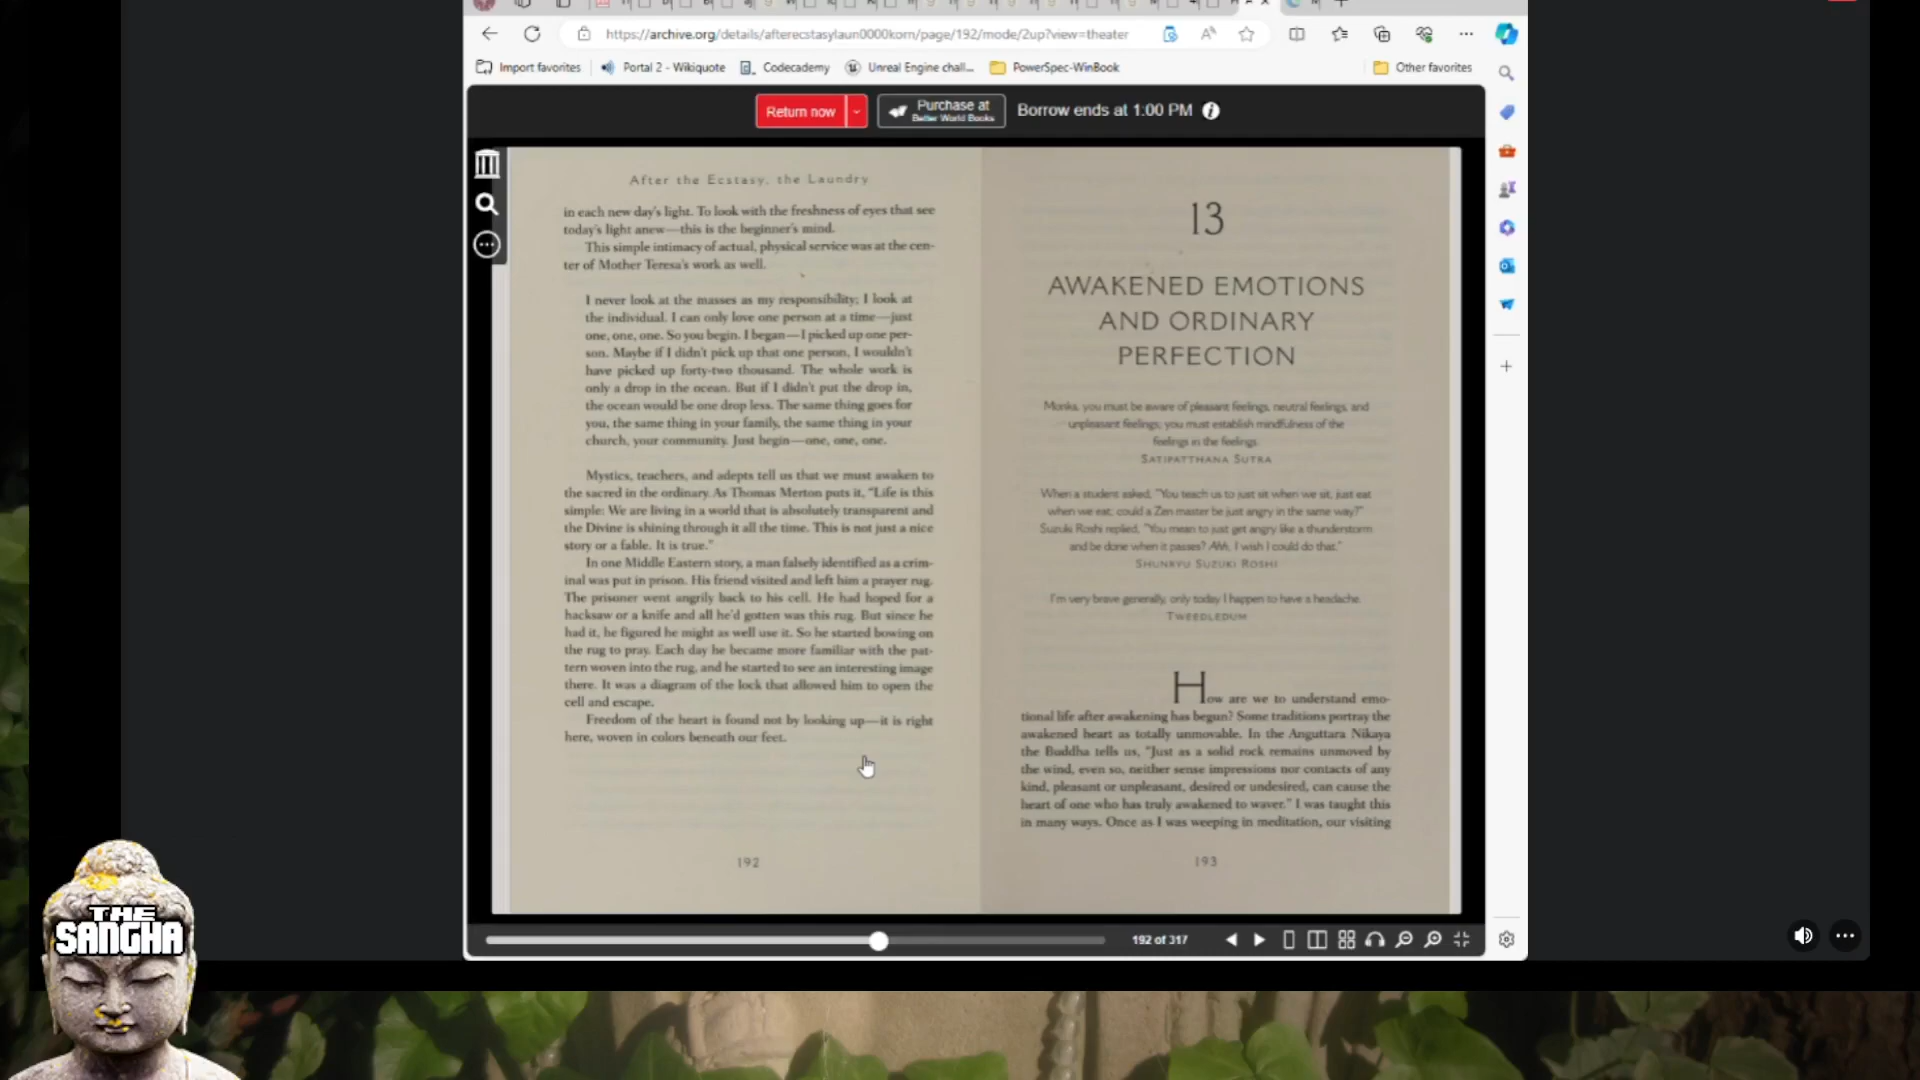 https://archive.org/details/afterecstasylaun0000korn/page/192/mode/2up?view=theater
Import favorites
Portal 2 - Wikiquote
Codecademy
Unreal Engine chall...
PowerSpec-WinBook
Other favorites
Return now
Purchase at
Better World Books
Borrow ends at 1:00 PM
After the Ecstasy, the Laundry
in each new day's light. To look with the freshness of eyes that see
today's light anew—this is the beginner's mind.
This simple intimacy of actual, physical service was at the cen-
ter of Mother Teresa's work as well.
I never look at the masses as my responsibility; I look at
the individual. I can only love one person at a time—just
one, one, one. So you begin. I began—I picked up one per-
son. Maybe if I didn't pick up that one person, I wouldn't
have picked up forty-two thousand. The whole work is
only a drop in the ocean. But if I didn't put the drop in,
the ocean would be one drop less. The same thing goes for
you, the same thing in your family, the same thing in your
church, your community. Just begin—one, one, one.
Mystics, teachers, and adepts tell us that we must awaken to
the sacred in the ordinary. As Thomas Merton puts it, "Life is this
simple: We are living in a world that is absolutely transparent and
the Divine is shining through it all the time. This is not just a nice
story or a fable. It is true."
In one Middle Eastern story, a man falsely identified as a crim-
inal was put in prison. His friend visited and left him a prayer rug.
The prisoner went angrily back to his cell. He had hoped for a
hacksaw or a knife and all he'd gotten was this rug. But since he
had it, he figured he might as well use it. So he started bowing on
the rug to pray. Each day he became more familiar with the pat-
tern woven into the rug, and he started to see an interesting image
there. It was a diagram of the lock that allowed him to open the
cell and escape.
Freedom of the heart is found not by looking up—it is right
here, woven in colors beneath our feet.
192
13
AWAKENED EMOTIONS
AND ORDINARY
PERFECTION
Monks, you must be aware of pleasant feelings, neutral feelings, and
unpleasant feelings; you must establish mindfulness of the
feelings in the feelings.
SATIPATTHANA SUTRA
When a student asked, "You teach us to just sit when we sit, just eat
when we eat; could a Zen master be just angry in the same way?"
Suzuki Roshi replied, "You mean to just get angry like a thunderstorm
and be done when it passes? Ahh, I wish I could do that."
SHUNRYU SUZUKI ROSHI
I'm very brave generally, only today I happen to have a headache.
TWEEDLEDUM
How are we to understand emo-
tional life after awakening has begun? Some traditions portray the
awakened heart as totally unmovable. In the Anguttara Nikaya
the Buddha tells us, "Just as a solid rock remains unmoved by
the wind, even so, neither sense impressions nor contacts of any
kind, pleasant or unpleasant, desired or undesired, can cause the
heart of one who has truly awakened to waver." I was taught this
in many ways. Once as I was weeping in meditation, our visiting
193
192 of 317
THE
SANGHA